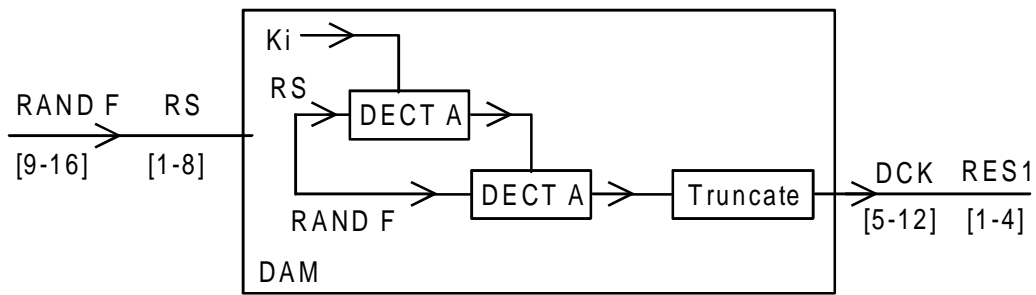 Ki
RS
DECT A
RAND F RS
[9-16] [1-8]
DECT A
Truncate
RAND F
DCK RES1
[5-12] [1-4]
DAM